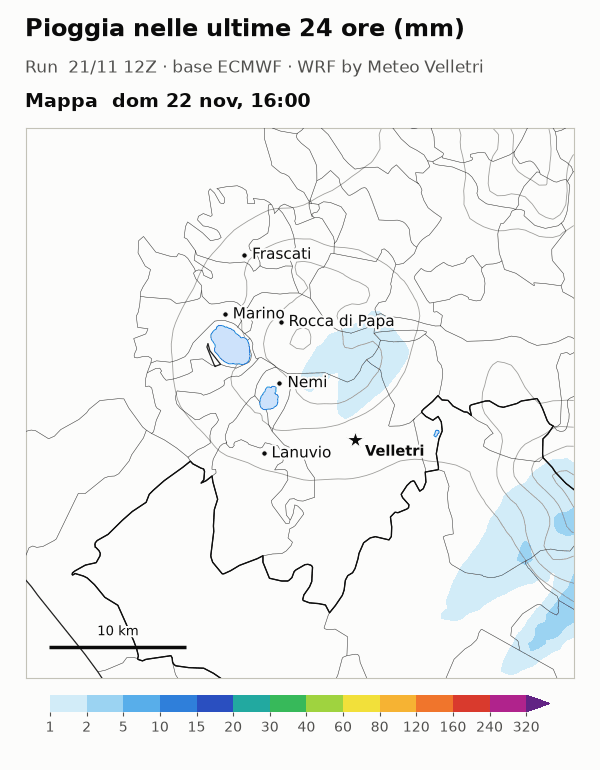 Pioggia nelle ultime 24 ore (mm)
Run  21/11 12Z · base ECMWF · WRF by Meteo Velletri
Mappa  dom 22 nov, 16:00
Frascati
Marino
Rocca di Papa
Nemi
Velletri
Lanuvio
10 km
1 2 5 10 15 20 30 40 60 80 120 160 240 320